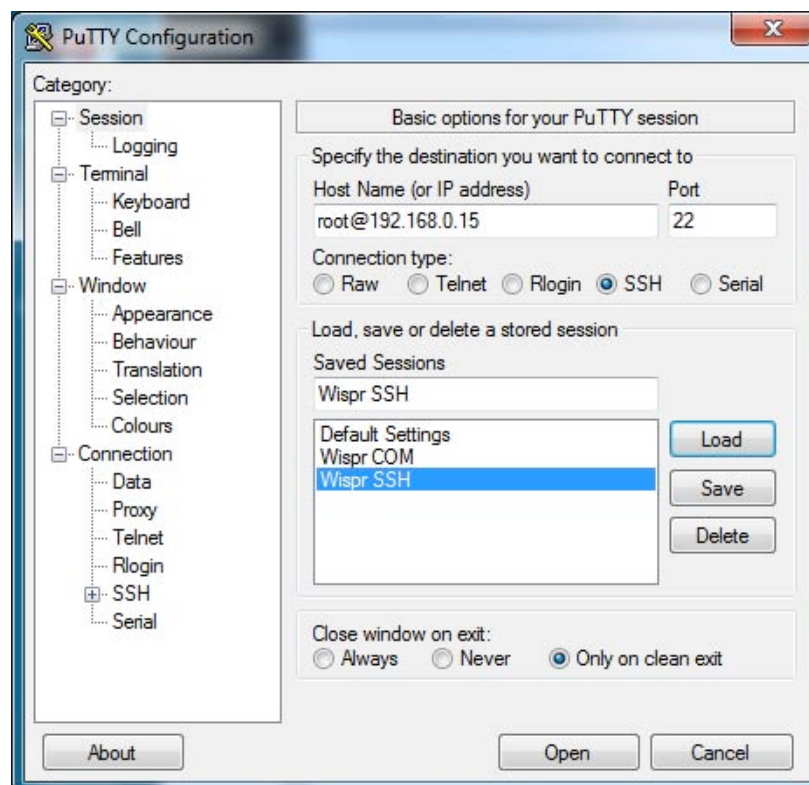 PuTTY Configuration
X
Category:
Session
Logging
Terminal
Keyboard
Bell
Features
Window
Appearance
Behaviour
Translation
Selection
Colours
Connection
Data
Proxy
Telnet
Rlogin
SSH
Serial
Basic options for your PuTTY session
Specify the destination you want to connect to
Host Name (or IP address) Port
root@192.168.0.15 22
Connection type:
Raw Telnet Rlogin SSH Serial
Load, save or delete a stored session
Saved Sessions
Wispr SSH
Default Settings
Wispr COM
Wispr SSH
Load
Save
Delete
Close window on exit:
Always Never Only on clean exit
About Open Cancel